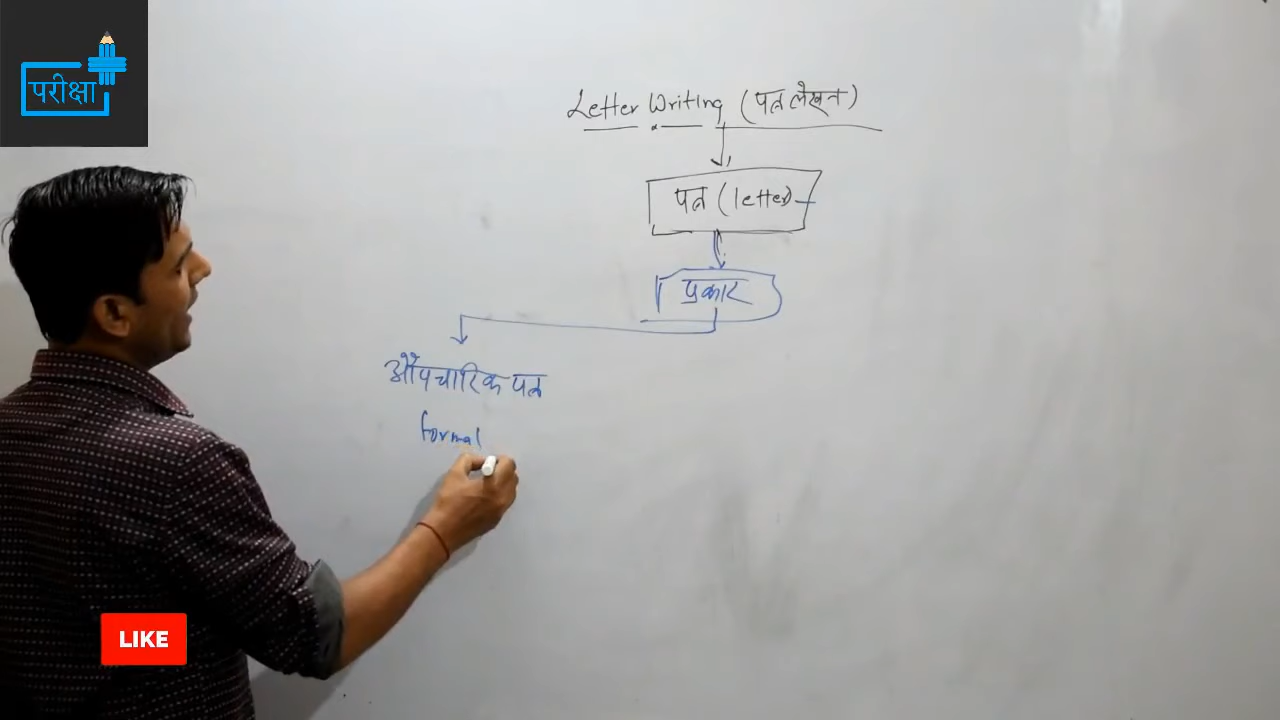 परीक्षा
Letter Writing (पत्र लेखन)
पत्र (letter)
प्रकार
औपचारिक पत्र
formal
LIKE